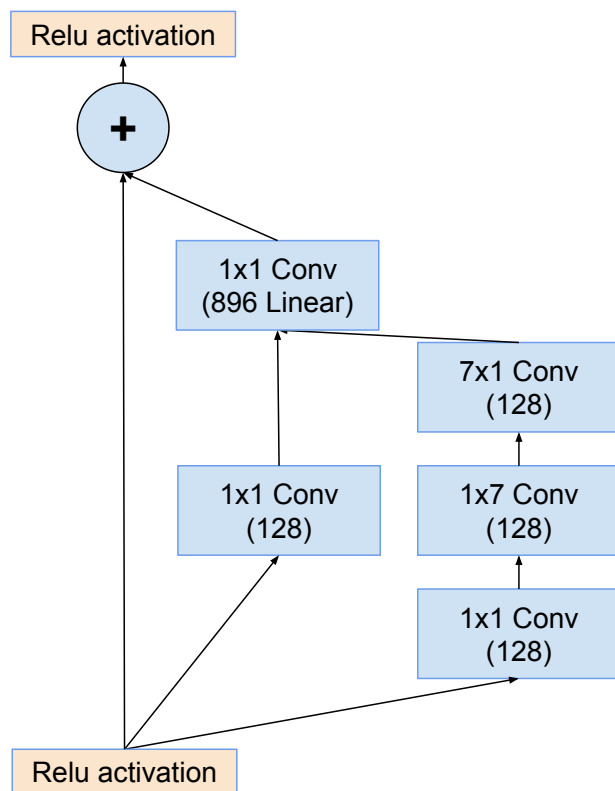 Relu activation
+
1x1 Conv
(896 Linear)
7x1 Conv
(128)
1x1 Conv
(128)
1x7 Conv
(128)
1x1 Conv
(128)
Relu activation